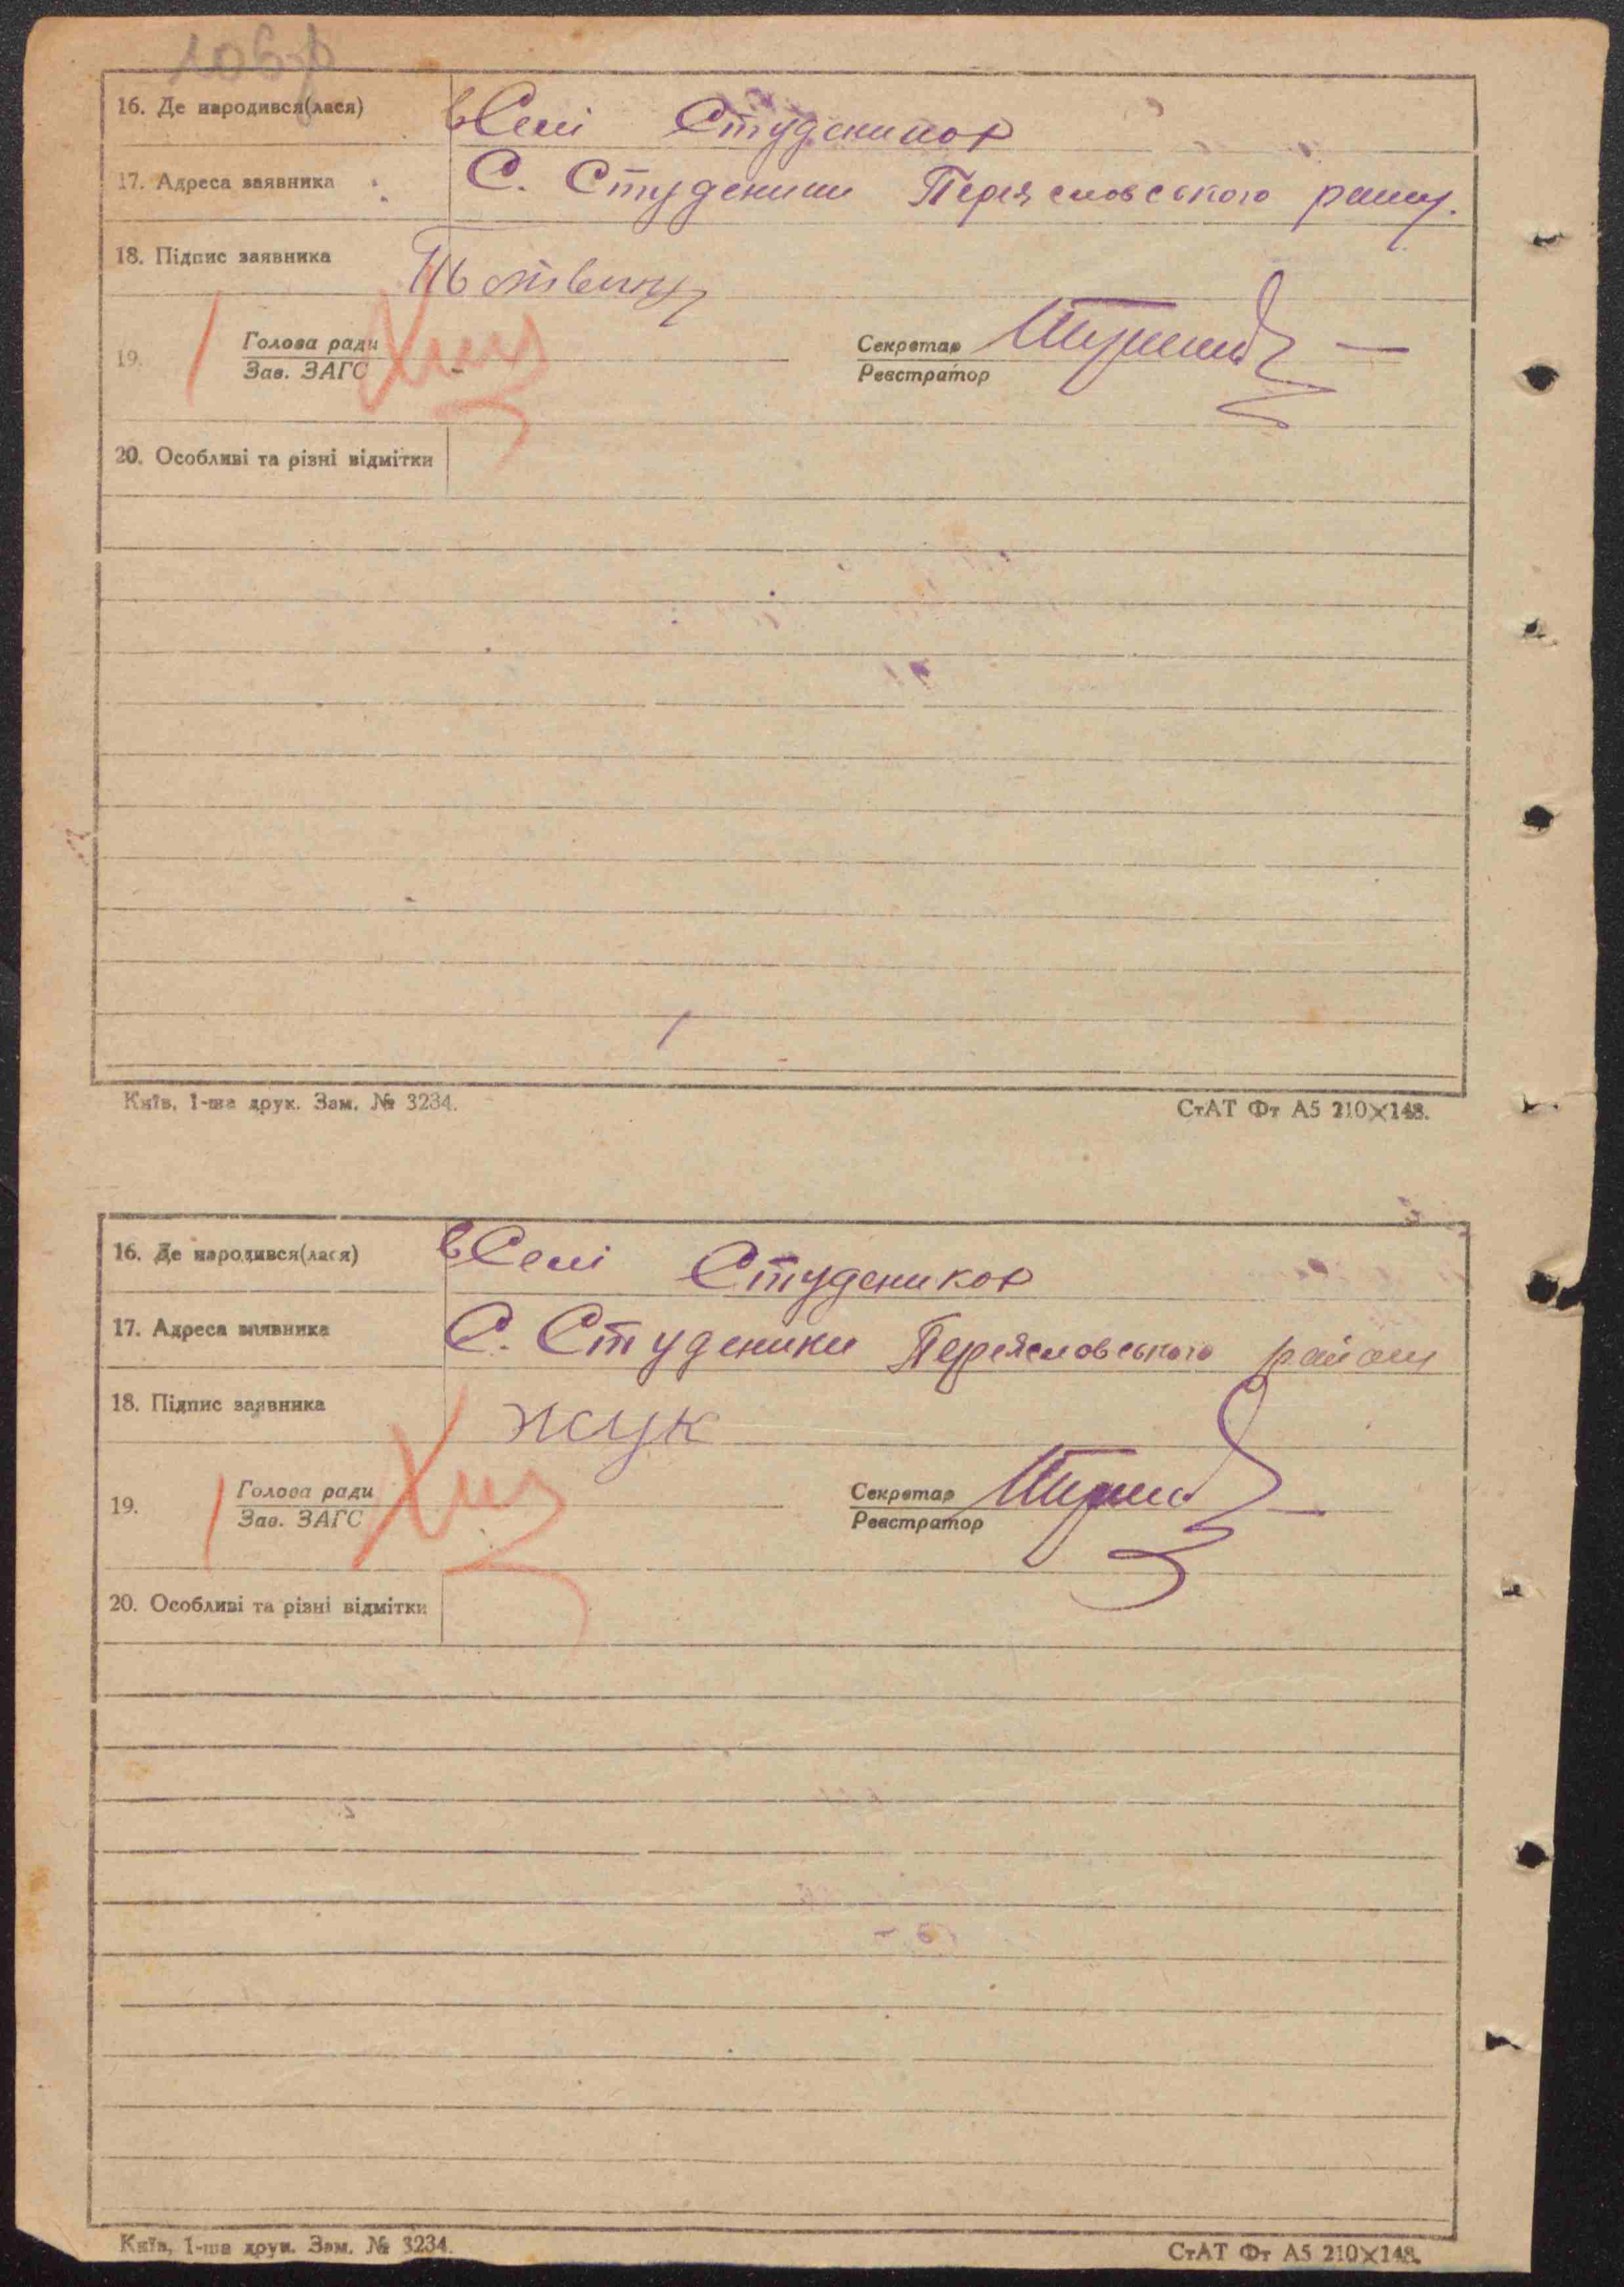 16. Де народився(лася) в Селі Студениках
17. Адреса заявника С. Студеники Переяславського рану.
18. Підпис заявника
19. Голова ради
Зав. ЗАГС
Секретар
Реєстратор
20. Особливі та різні відмітки
Київ, 1-ша друк. Зам. № 3234.
СтАТ Фт А5 210×148.
16. Де народився(лася) в Селі Студениках
17. Адреса заявника С. Студеники Переясловського району
18. Підпис заявника жук
19. Голова ради
Зав. ЗАГС
Секретар
Реєстратор
20. Особливі та різні відмітки
Київ, 1-ша друк. Зам. № 3234.
СтАТ Фт А5 210×148.